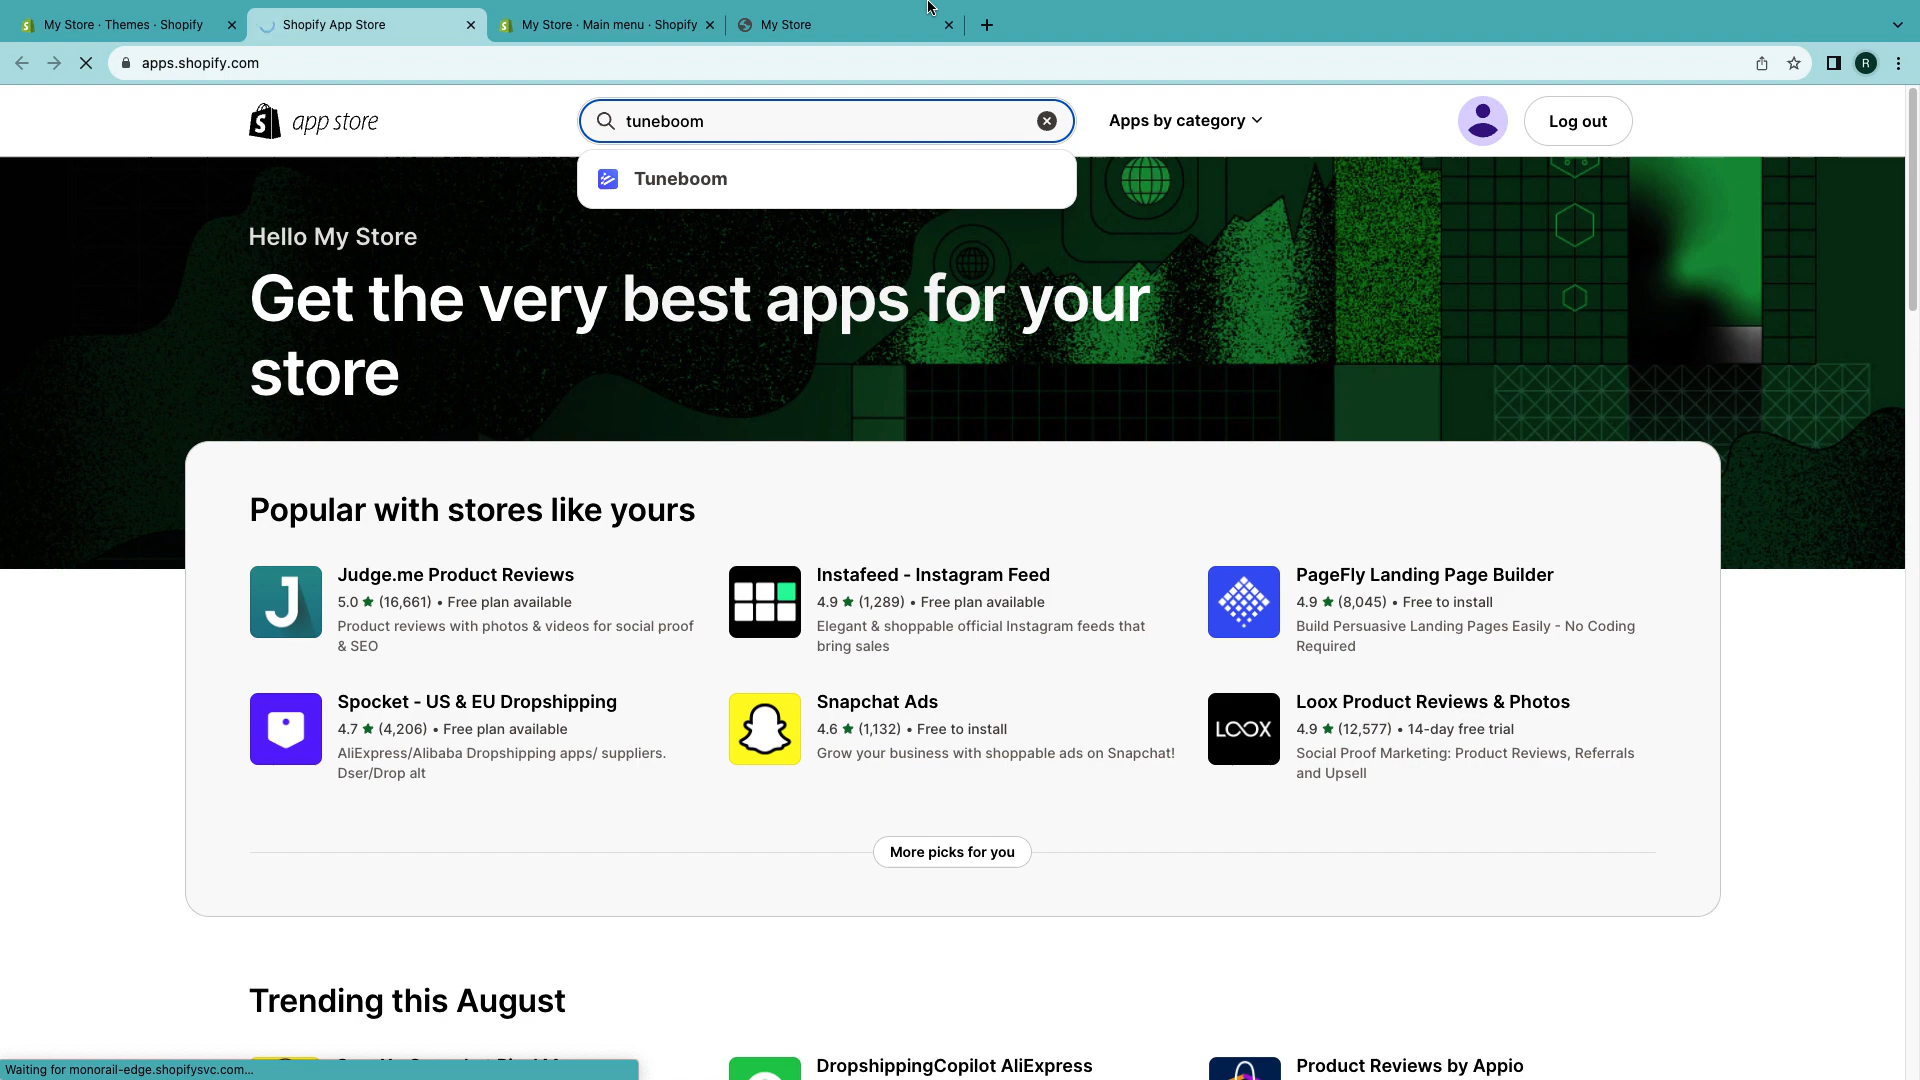 My Store · Themes · Shopify
Shopify App Store
My Store · Main menu · Shopify
My Store
apps.shopify.com
R
app store
tuneboom
Apps by category
Log out
Tuneboom
Hello My Store
Get the very best apps for your
store
Popular with stores like yours
Judge.me Product Reviews
5.0 ★ (16,661) • Free plan available
Product reviews with photos & videos for social proof
& SEO
Instafeed - Instagram Feed
4.9 ★ (1,289) • Free plan available
Elegant & shoppable official Instagram feeds that
bring sales
PageFly Landing Page Builder
4.9 ★ (8,045) • Free to install
Build Persuasive Landing Pages Easily - No Coding
Required
Spocket - US & EU Dropshipping
4.7 ★ (4,206) • Free plan available
AliExpress/Alibaba Dropshipping apps/ suppliers.
Dser/Drop alt
Snapchat Ads
4.6 ★ (1,132) • Free to install
Grow your business with shoppable ads on Snapchat!
LOOX
Loox Product Reviews & Photos
4.9 ★ (12,577) • 14-day free trial
Social Proof Marketing: Product Reviews, Referrals
and Upsell
More picks for you
Trending this August
DropshippingCopilot AliExpress
Product Reviews by Appio
Waiting for monorail-edge.shopifysvc.com...